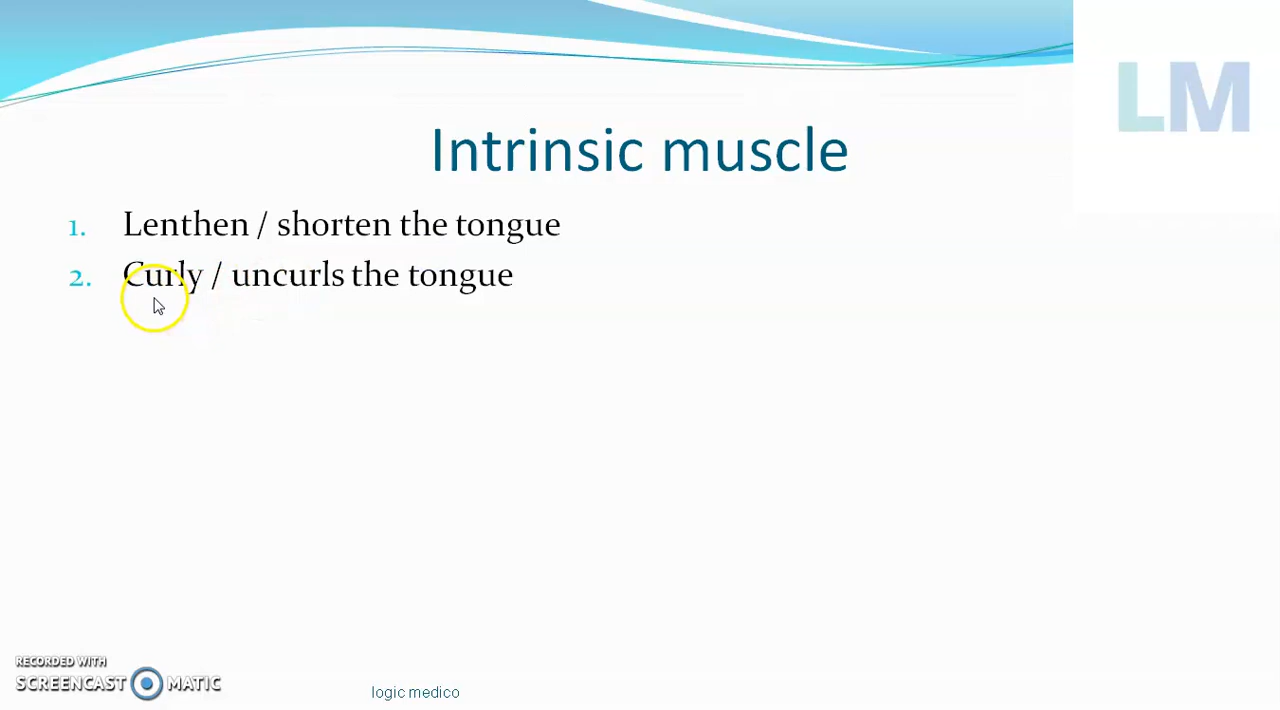 LM
Intrinsic muscle
1. Lenthen / shorten the tongue
2. Curly / uncurls the tongue
RECORDED WITH
SCREENCAST MATIC
logic medico